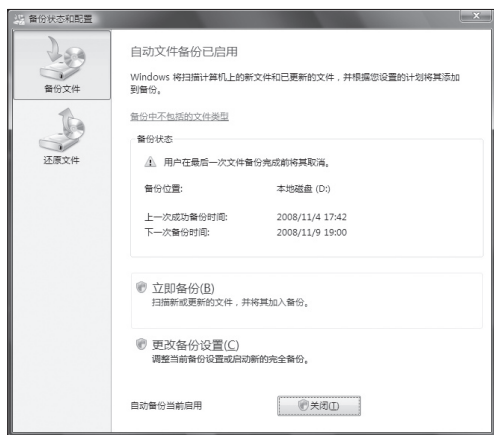 备份状态和配置
备份文件
还原文件
自动文件备份已启用
Windows 将扫描计算机上的新文件和已更新的文件，并根据您设置的计划将其添加
到备份。
备份中不包括的文件类型
备份状态
用户在最后一次文件备份完成前将其取消。
备份位置: 本地磁盘 (D:)
上一次成功备份时间: 2008/11/4 17:42
下一次备份时间: 2008/11/9 19:00
立即备份(B)
扫描新或更新的文件，并将其加入备份。
更改备份设置(C)
调整当前备份设置或启动新的完全备份。
自动备份当前启用 关闭(T)